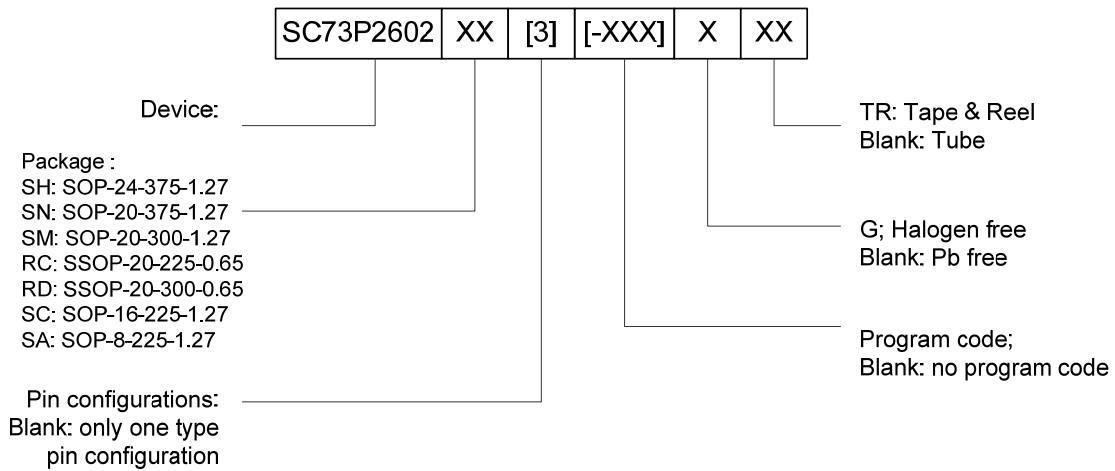 SC73P2602 XX [3] [-XXX] X XX
Device:
Package :
SH: SOP-24-375-1.27
SN: SOP-20-375-1.27
SM: SOP-20-300-1.27
RC: SSOP-20-225-0.65
RD: SSOP-20-300-0.65
SC: SOP-16-225-1.27
SA: SOP-8-225-1.27
Pin configurations:
Blank: only one type
pin configuration
TR: Tape & Reel
Blank: Tube
G; Halogen free
Blank: Pb free
Program code;
Blank: no program code